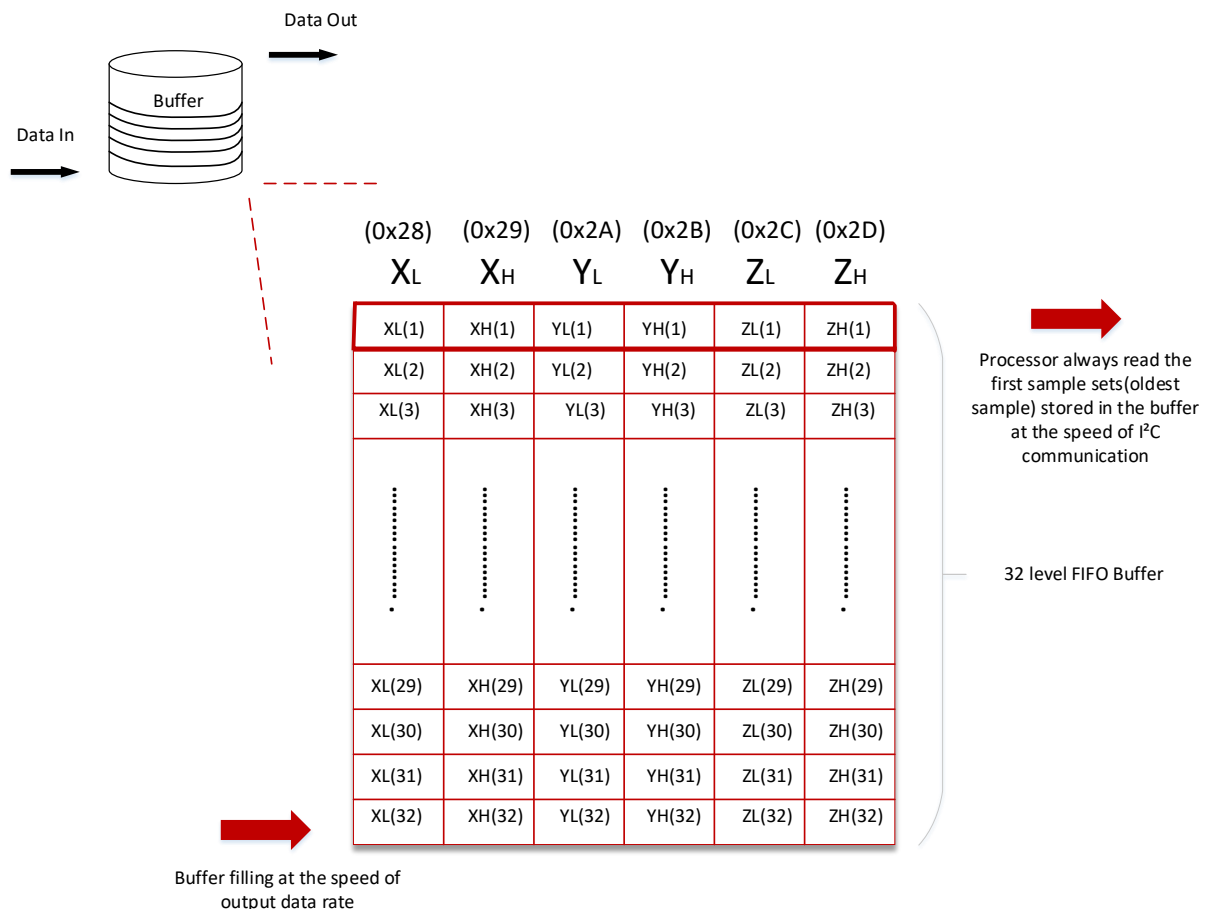 Data Out
Buffer
Data In
(0x28) (0x29) (0x2A) (0x2B) (0x2C) (0x2D)
XL XH YL YH ZL ZH
XL(1) XH(1) YL(1) YH(1) ZL(1) ZH(1)
XL(2) XH(2) YL(2) YH(2) ZL(2) ZH(2)
XL(3) XH(3) YL(3) YH(3) ZL(3) ZH(3)
Processor always read the
first sample sets(oldest
sample) stored in the buffer
at the speed of I²C
communication
32 level FIFO Buffer
XL(29) XH(29) YL(29) YH(29) ZL(29) ZH(29)
XL(30) XH(30) YL(30) YH(30) ZL(30) ZH(30)
XL(31) XH(31) YL(31) YH(31) ZL(31) ZH(31)
XL(32) XH(32) YL(32) YH(32) ZL(32) ZH(32)
Buffer filling at the speed of
output data rate